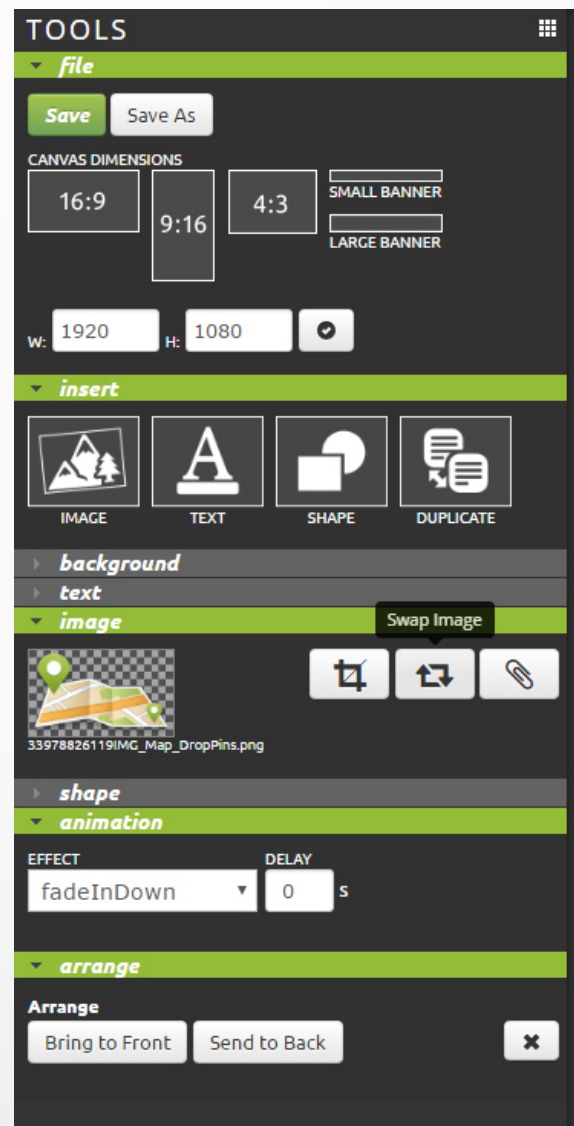 TOOLS
file
Save Save As
CANVAS DIMENSIONS
16:9
9:16
4:3
SMALL BANNER
LARGE BANNER
W: 1920 H: 1080
insert
A
IMAGE TEXT SHAPE DUPLICATE
background
text
image
Swap Image
33978826119IMG_Map_DropPins.png
shape
animation
EFFECT DELAY
fadeInDown 0 s
arrange
Arrange
Bring to Front Send to Back